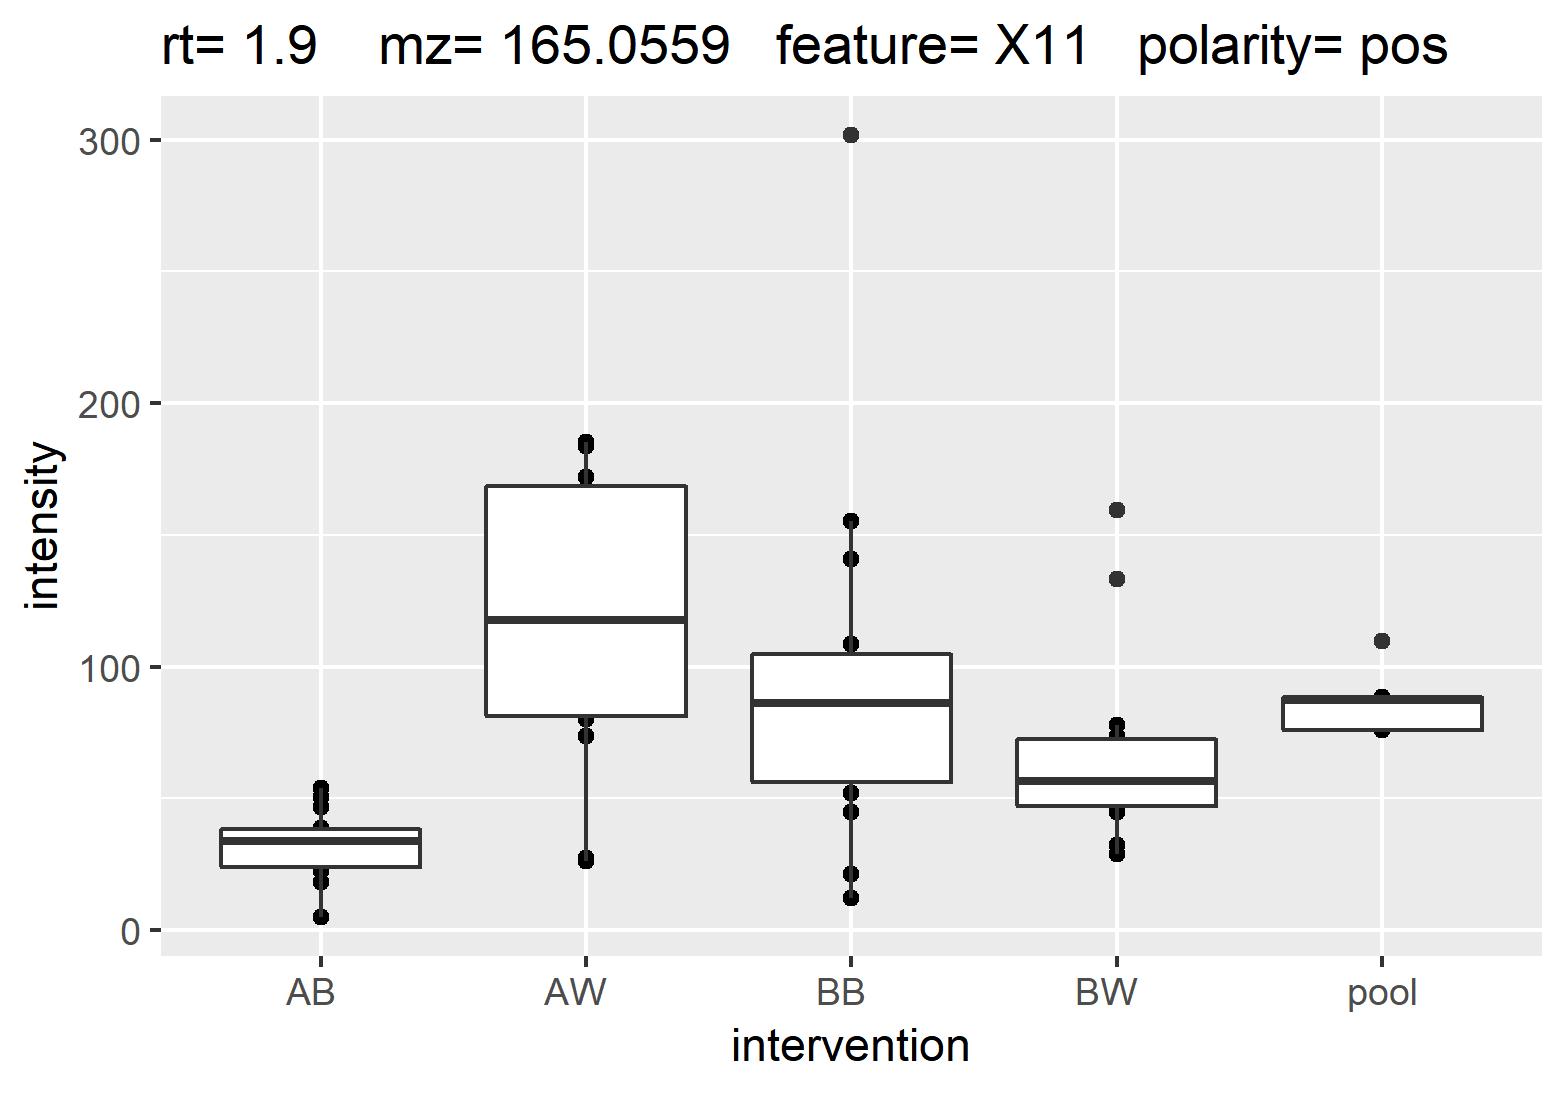 rt= 1.9 mz= 165.0559 feature= X11 polarity= pos
300
200
100
0
intensity
AB AW BB BW pool
intervention